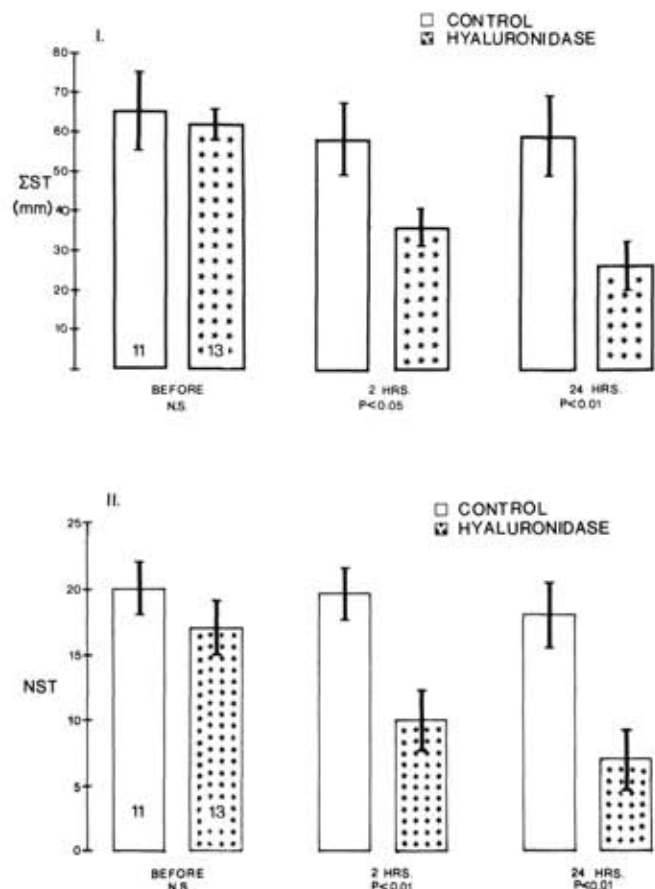 I.
□ CONTROL
HYALURONIDASE
80
70
60
50
40
30
20
10
ΣST
(mm)
11
13
BEFORE
N.S.
2 HRS.
P<0.05
24 HRS.
P<0.01
II.
□ CONTROL
HYALURONIDASE
25
20
15
10
5
0
NST
11
13
BEFORE
N.S.
2 HRS.
P<0.01
24 HRS.
P<0.01